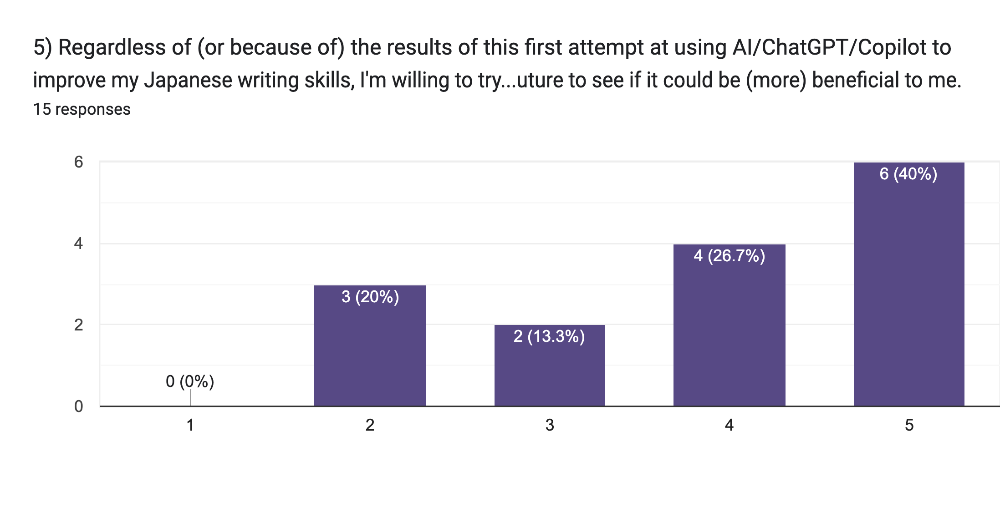 5) Regardless of (or because of) the results of this first attempt at using AI/ChatGPT/Copilot to
improve my Japanese writing skills, I'm willing to try...uture to see if it could be (more) beneficial to me.
15 responses
6
6 (40%)
4
4 (26.7%)
3 (20%)
2
2 (13.3%)
0 (0%)
0
1 2 3 4 5